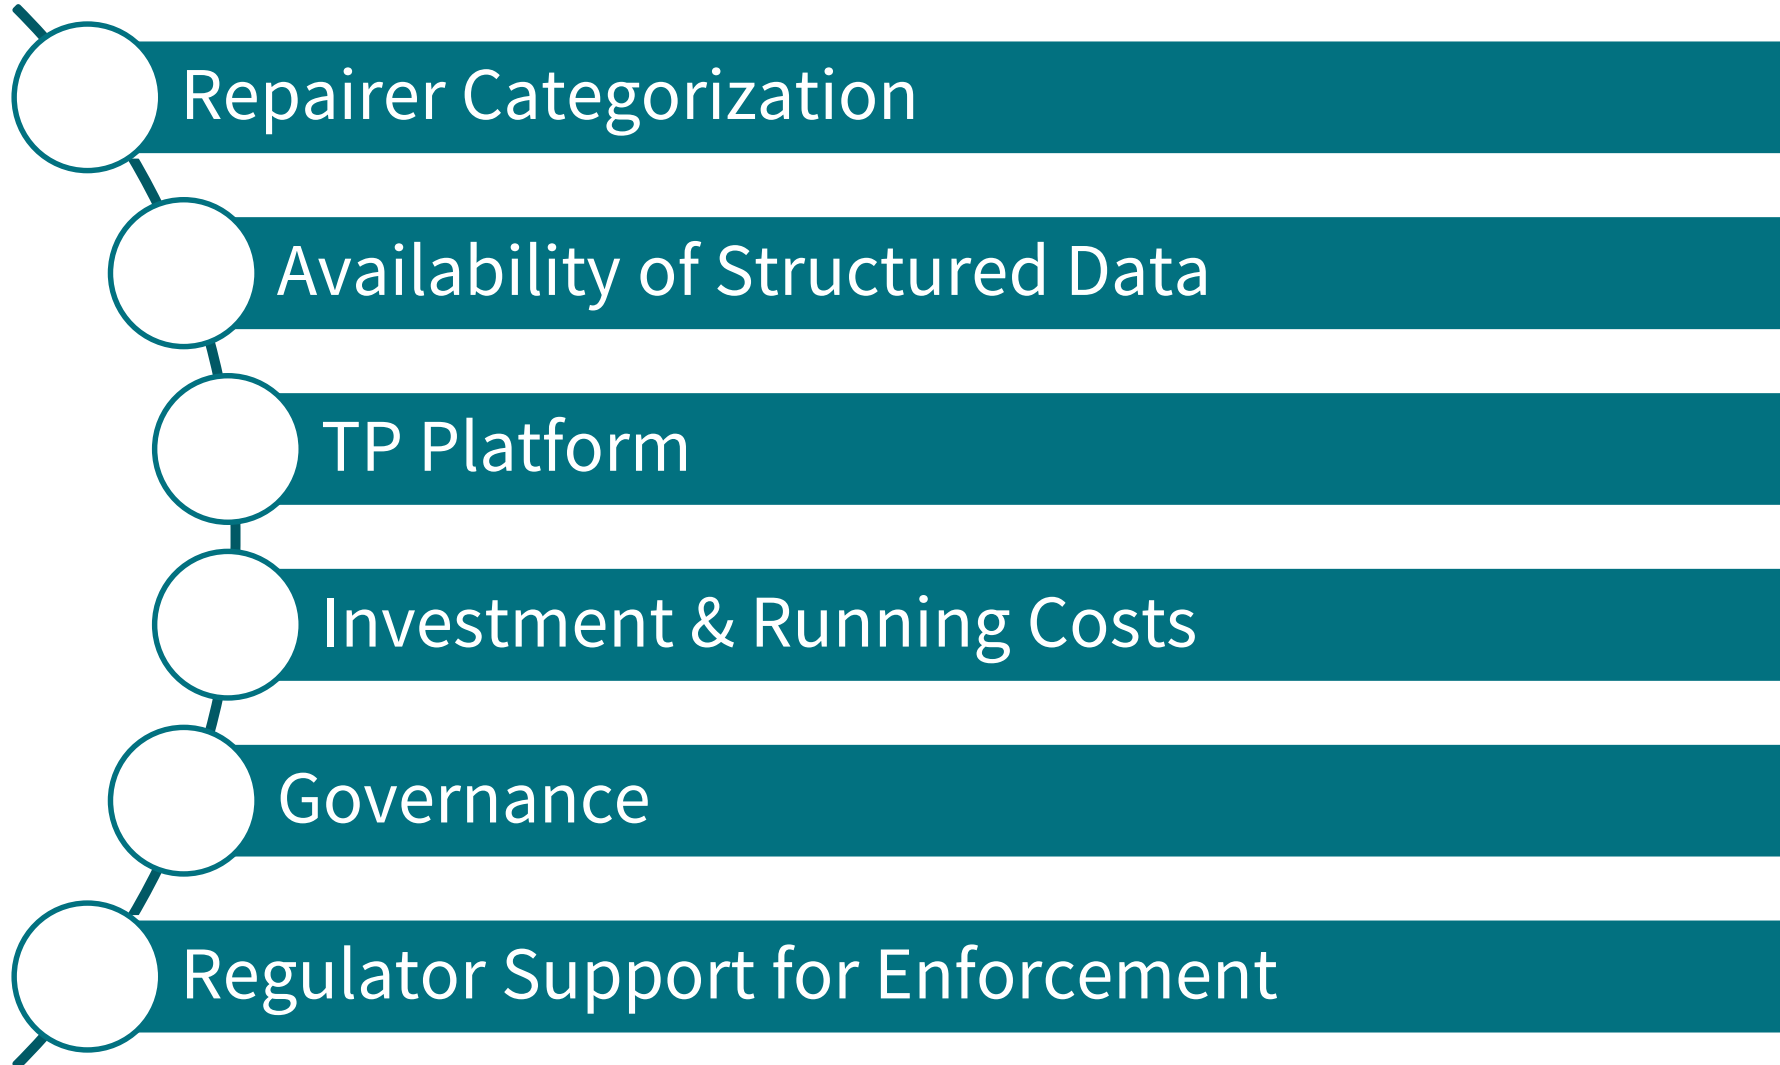 Repairer Categorization
Availability of Structured Data
TP Platform
Investment & Running Costs
Governance
Regulator Support for Enforcement